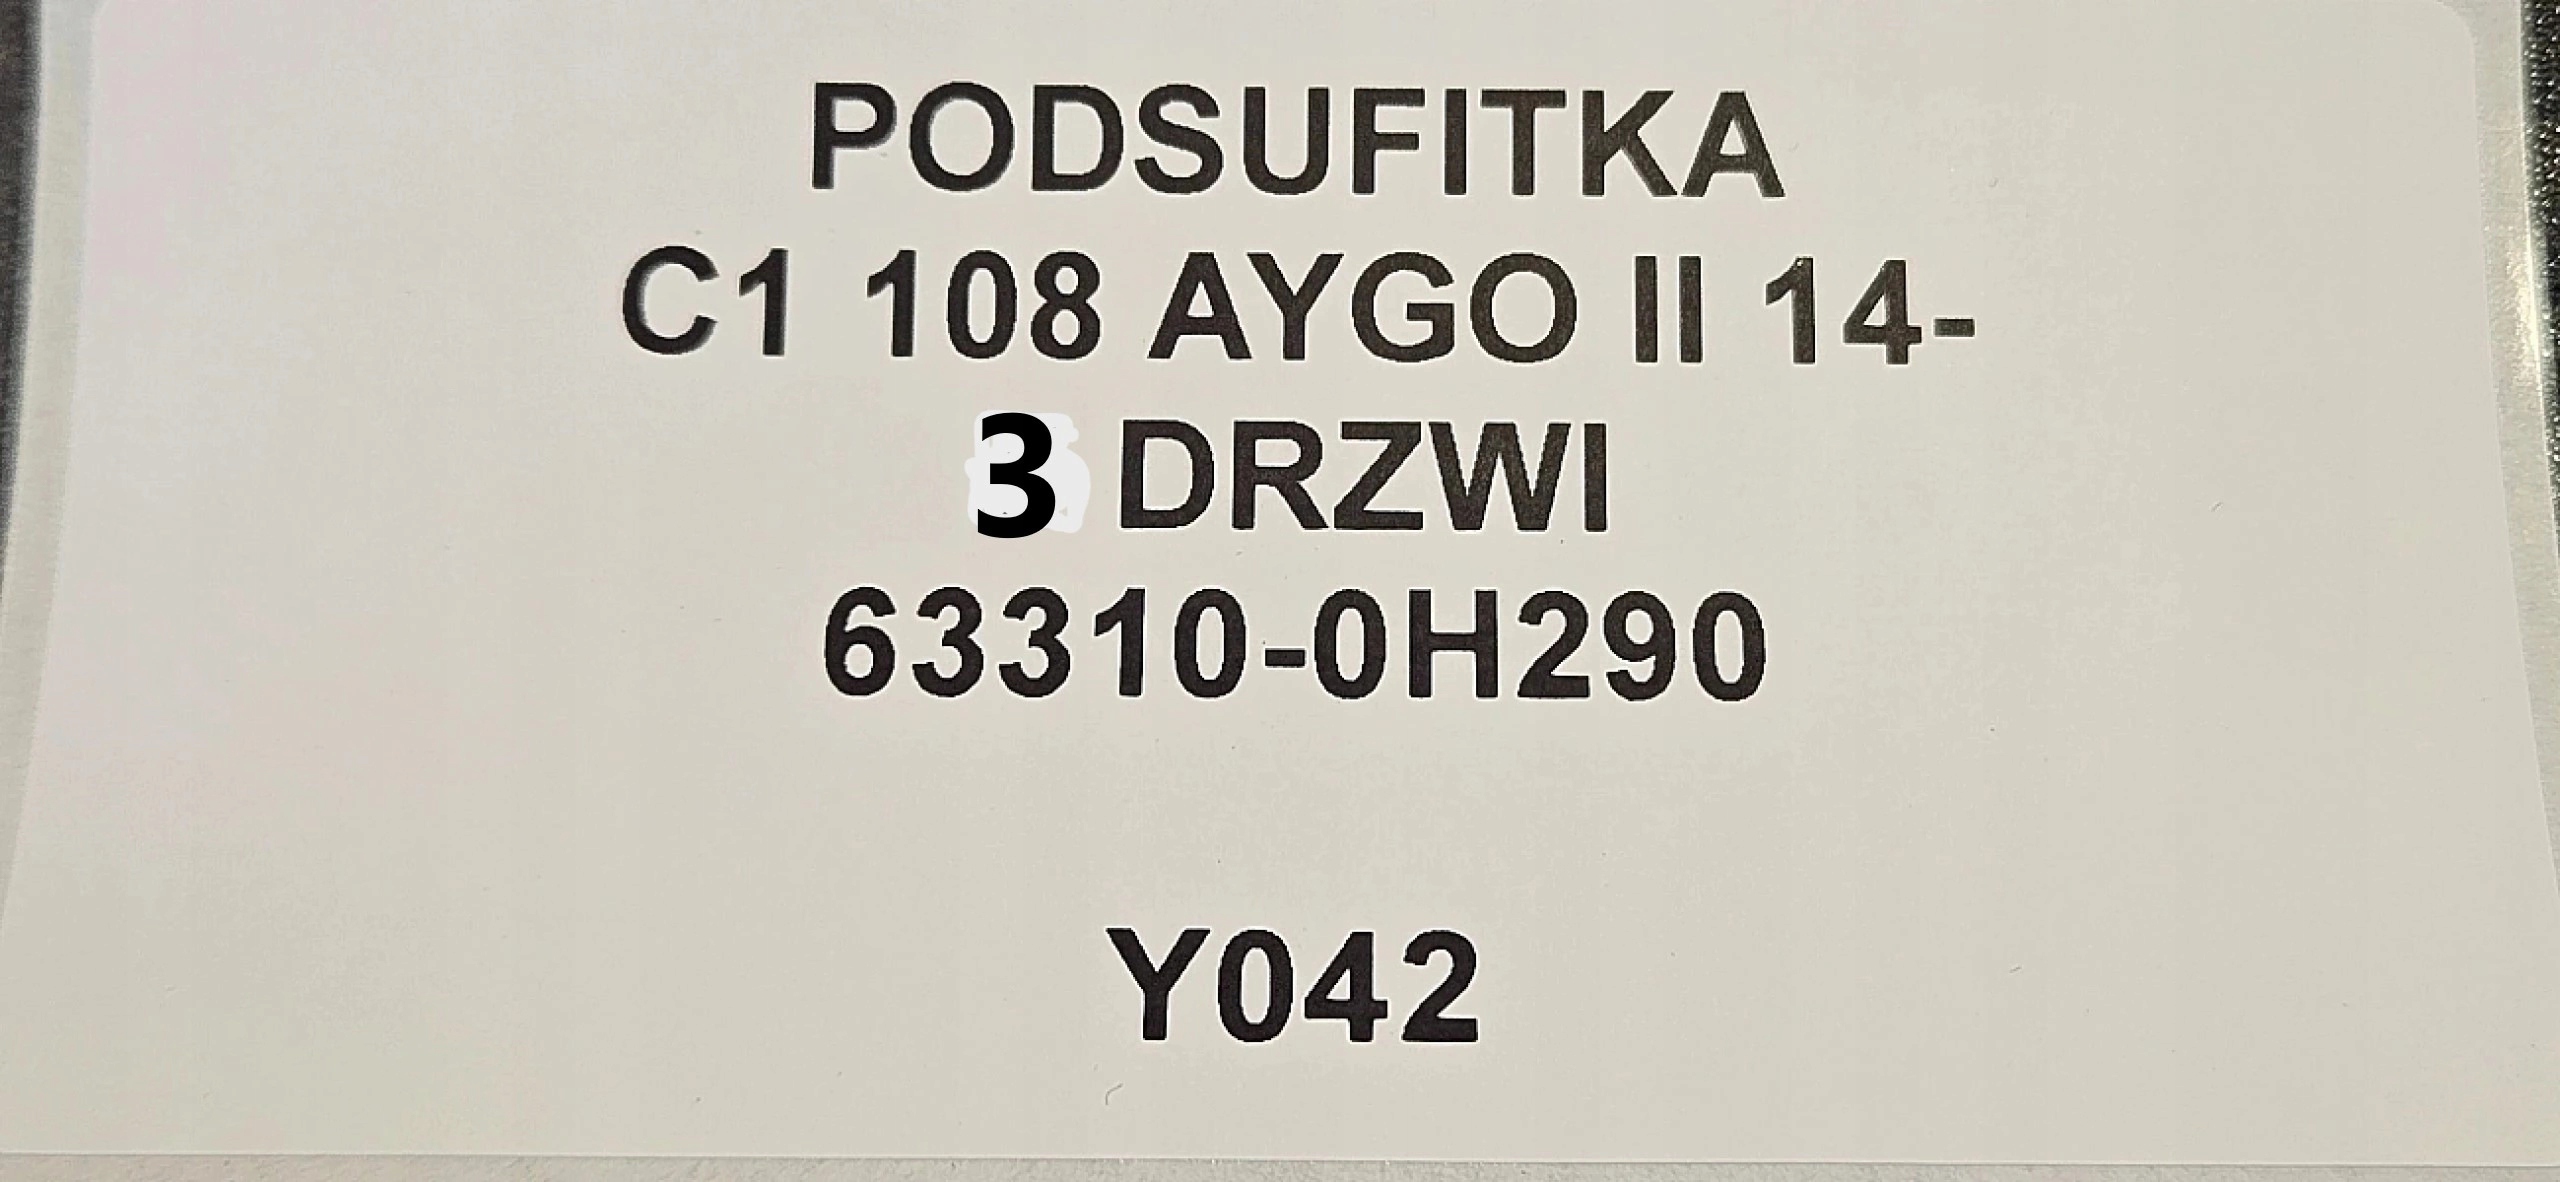 PODSUFITKA
C1 108 AYGO II 14-
3 DRZWI
63310-0H290
Y042